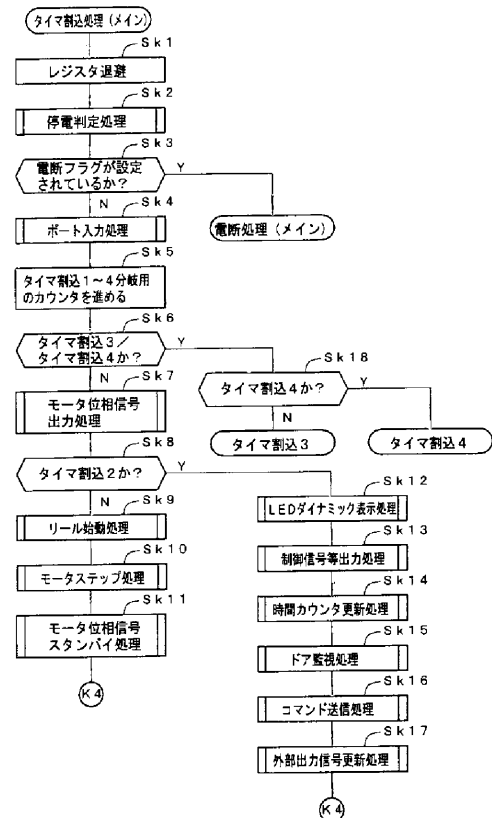 タイマ割込処理(メイン)
Sk1
レジスタ退避
Sk2
停電判定処理
Sk3
電断フラグが設定
されているか?
Y
N
電断処理(メイン)
Sk4
ポート入力処理
Sk5
タイマ割込1~4分岐用
のカウンタを進める
Sk6
タイマ割込3/
タイマ割込4か?
Y
N
Sk18
タイマ割込4か?
Y
N
タイマ割込3
タイマ割込4
Sk7
モータ位相信号
出力処理
Sk8
タイマ割込2か?
Y
N
Sk9
リール始動処理
Sk10
モータステップ処理
Sk11
モータ位相信号
スタンバイ処理
K4
Sk12
LEDダイナミック表示処理
Sk13
制御信号等出力処理
Sk14
時間カウンタ更新処理
Sk15
ドア監視処理
Sk16
コマンド送信処理
Sk17
外部出力信号更新処理
K4